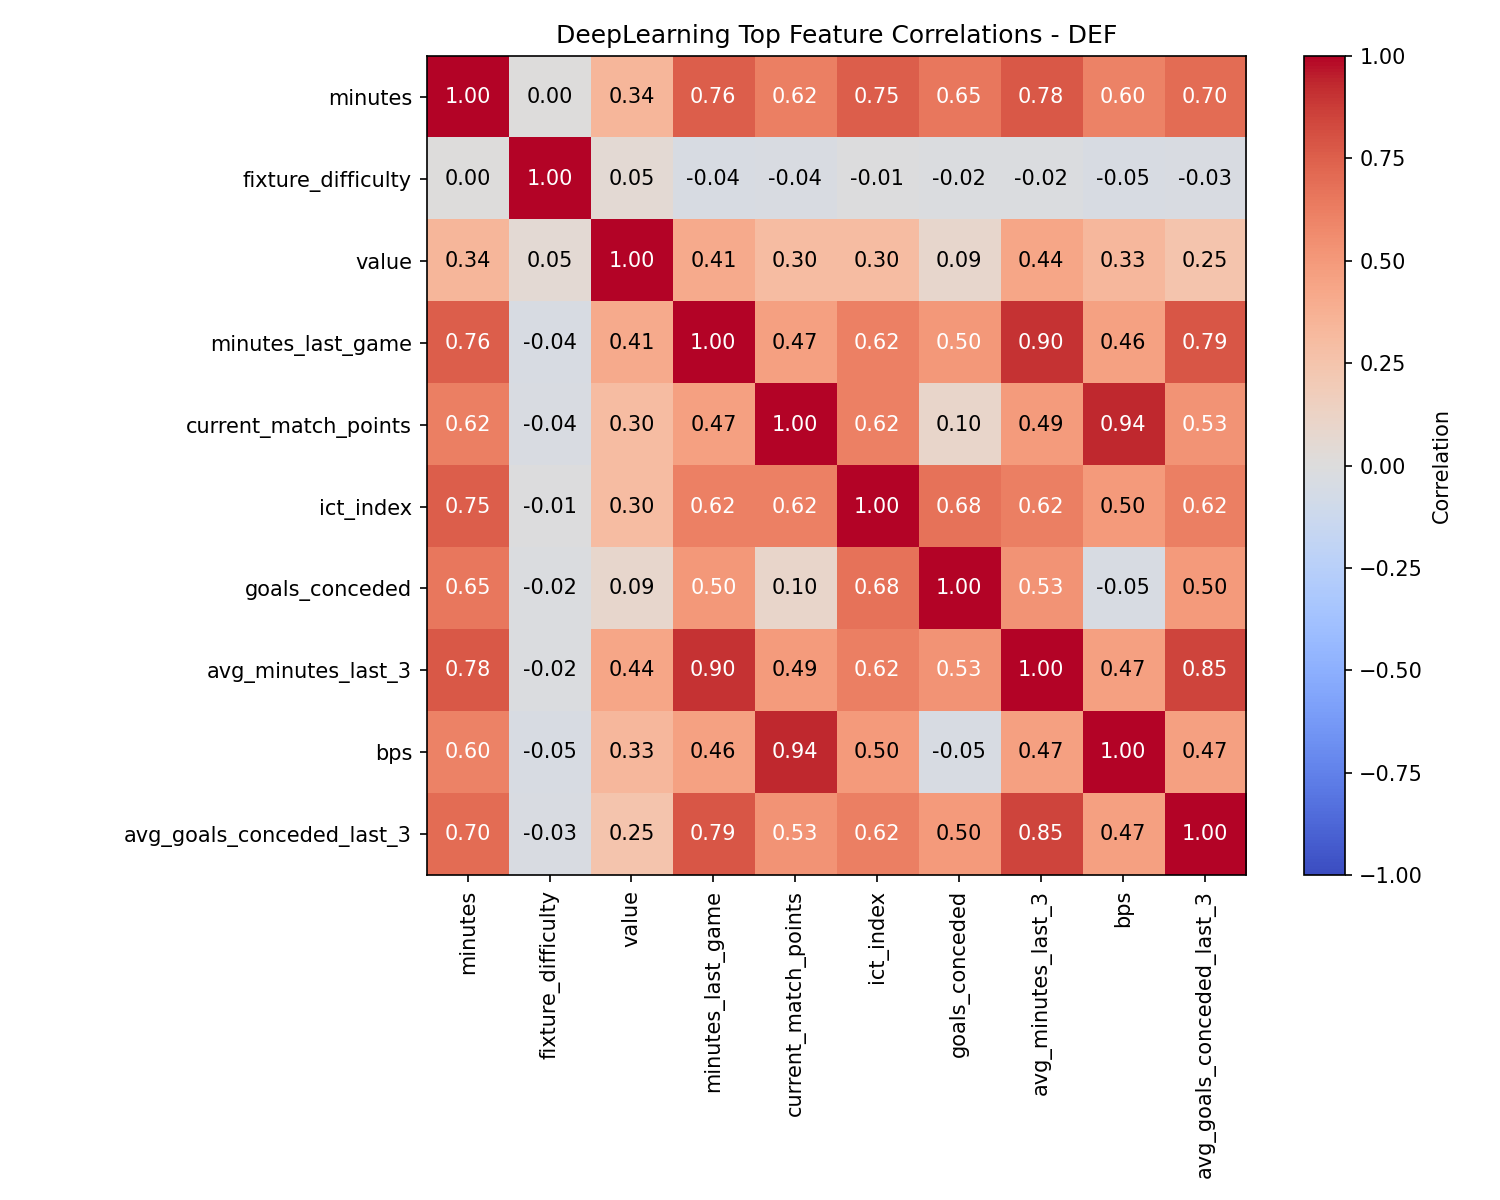 DeepLearning Top Feature Correlations - DEF
minutes 1.00 0.00 0.34 0.76 0.62 0.75 0.65 0.78 0.60 0.70
fixture_difficulty 0.00 1.00 0.05 -0.04 -0.04 -0.01 -0.02 -0.02 -0.05 -0.03
value 0.34 0.05 1.00 0.41 0.30 0.30 0.09 0.44 0.33 0.25
minutes_last_game 0.76 -0.04 0.41 1.00 0.47 0.62 0.50 0.90 0.46 0.79
current_match_points 0.62 -0.04 0.30 0.47 1.00 0.62 0.10 0.49 0.94 0.53
ict_index 0.75 -0.01 0.30 0.62 0.62 1.00 0.68 0.62 0.50 0.62
goals_conceded 0.65 -0.02 0.09 0.50 0.10 0.68 1.00 0.53 -0.05 0.50
avg_minutes_last_3 0.78 -0.02 0.44 0.90 0.49 0.62 0.53 1.00 0.47 0.85
bps 0.60 -0.05 0.33 0.46 0.94 0.50 -0.05 0.47 1.00 0.47
avg_goals_conceded_last_3 0.70 -0.03 0.25 0.79 0.53 0.62 0.50 0.85 0.47 1.00
minutes
fixture_difficulty
value
minutes_last_game
current_match_points
ict_index
goals_conceded
avg_minutes_last_3
bps
avg_goals_conceded_last_3
1.00
0.75
0.50
0.25
0.00
−0.25
−0.50
−0.75
−1.00
Correlation